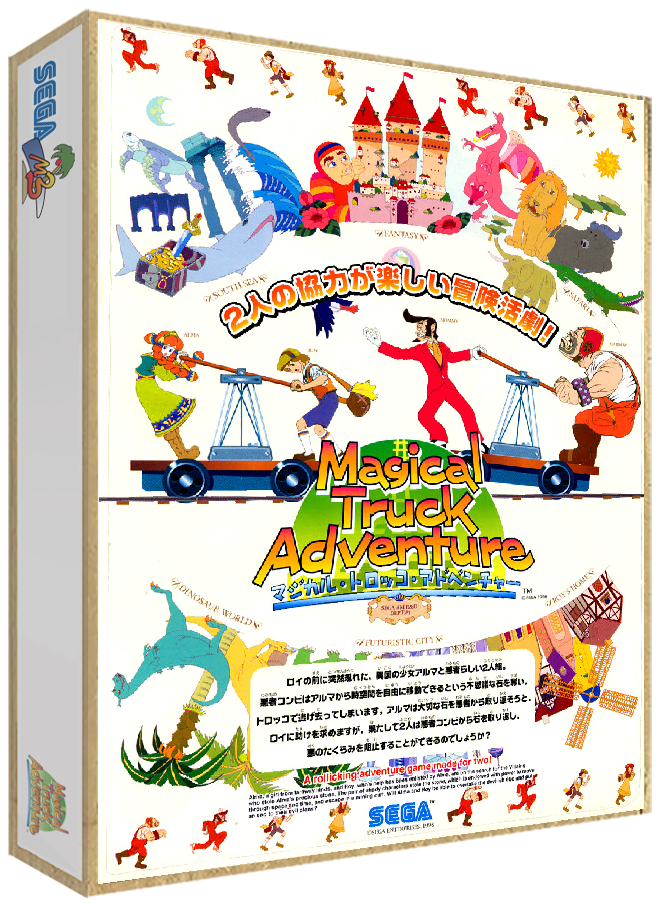 SEGA
FANTASY
SOUTH SEA
SAFARI
2人の協力が楽しい冒険活劇!
ALMA
ROY
Magical
Truck
Adventure
マジカル・トロッコ・アドベンチャー
TM
© SEGA 1998
DINOSAUR WORLD
FUTURISTIC CITY
ROY'S HOME
ロイの前に突然現れた、異国の少女アルマと悪者らしい2人組。
悪者コンビはアルマから時空間を自由に移動できるという不思議な石を奪い、
トロッコで逃げ去ってしまいます。アルマは大切な石を悪者から取り返そうと、
ロイに助けを求めますが、果たして2人は悪者コンビから石を取り返し、
悪のたくらみを阻止することができるのでしょうか?
A rollicking adventure game made for two!
SEGA
Magical
Truck
Adventure